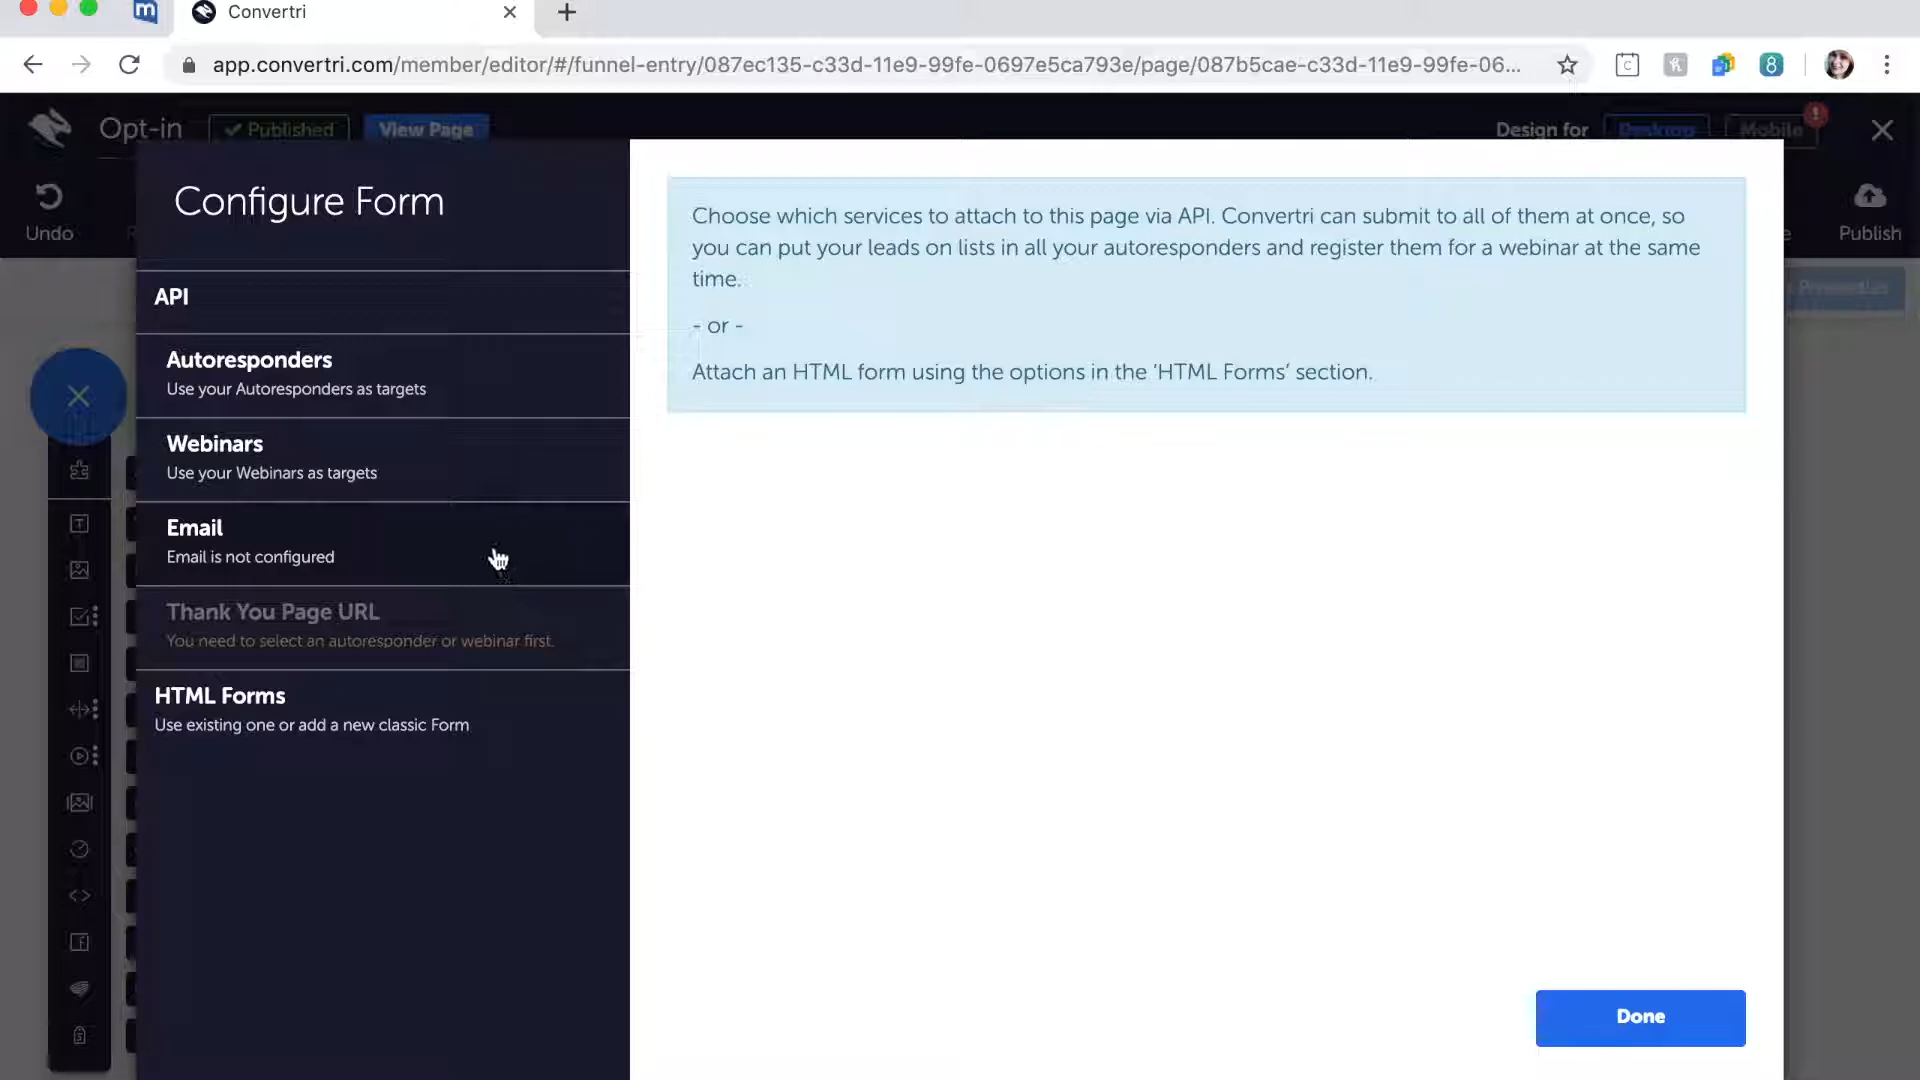 Convertri
app.convertri.com/member/editor/#/funnel-entry/087ec135-c33d-11e9-99fe-0697e5ca793e/page/087b5cae-c33d-11e9-99fe-06...
Opt-in
Published
View Page
Design for
Desktop
Mobile
Undo
Publish
Configure Form
API
Autoresponders
Use your Autoresponders as targets
Webinars
Use your Webinars as targets
Email
Email is not configured
Thank You Page URL
You need to select an autoresponder or webinar first.
HTML Forms
Use existing one or add a new classic Form
Choose which services to attach to this page via API. Convertri can submit to all of them at once, so
you can put your leads on lists in all your autoresponders and register them for a webinar at the same
time.
- or -
Attach an HTML form using the options in the ‘HTML Forms’ section.
Done